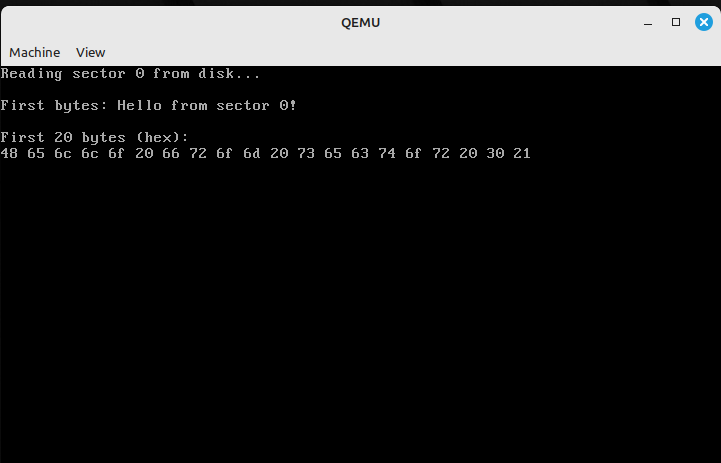 QEMU
Machine View
Reading sector 0 from disk...
First bytes: Hello from sector 0!
First 20 bytes (hex):
48 65 6c 6c 6f 20 66 72 6f 6d 20 73 65 63 74 6f 72 20 30 21